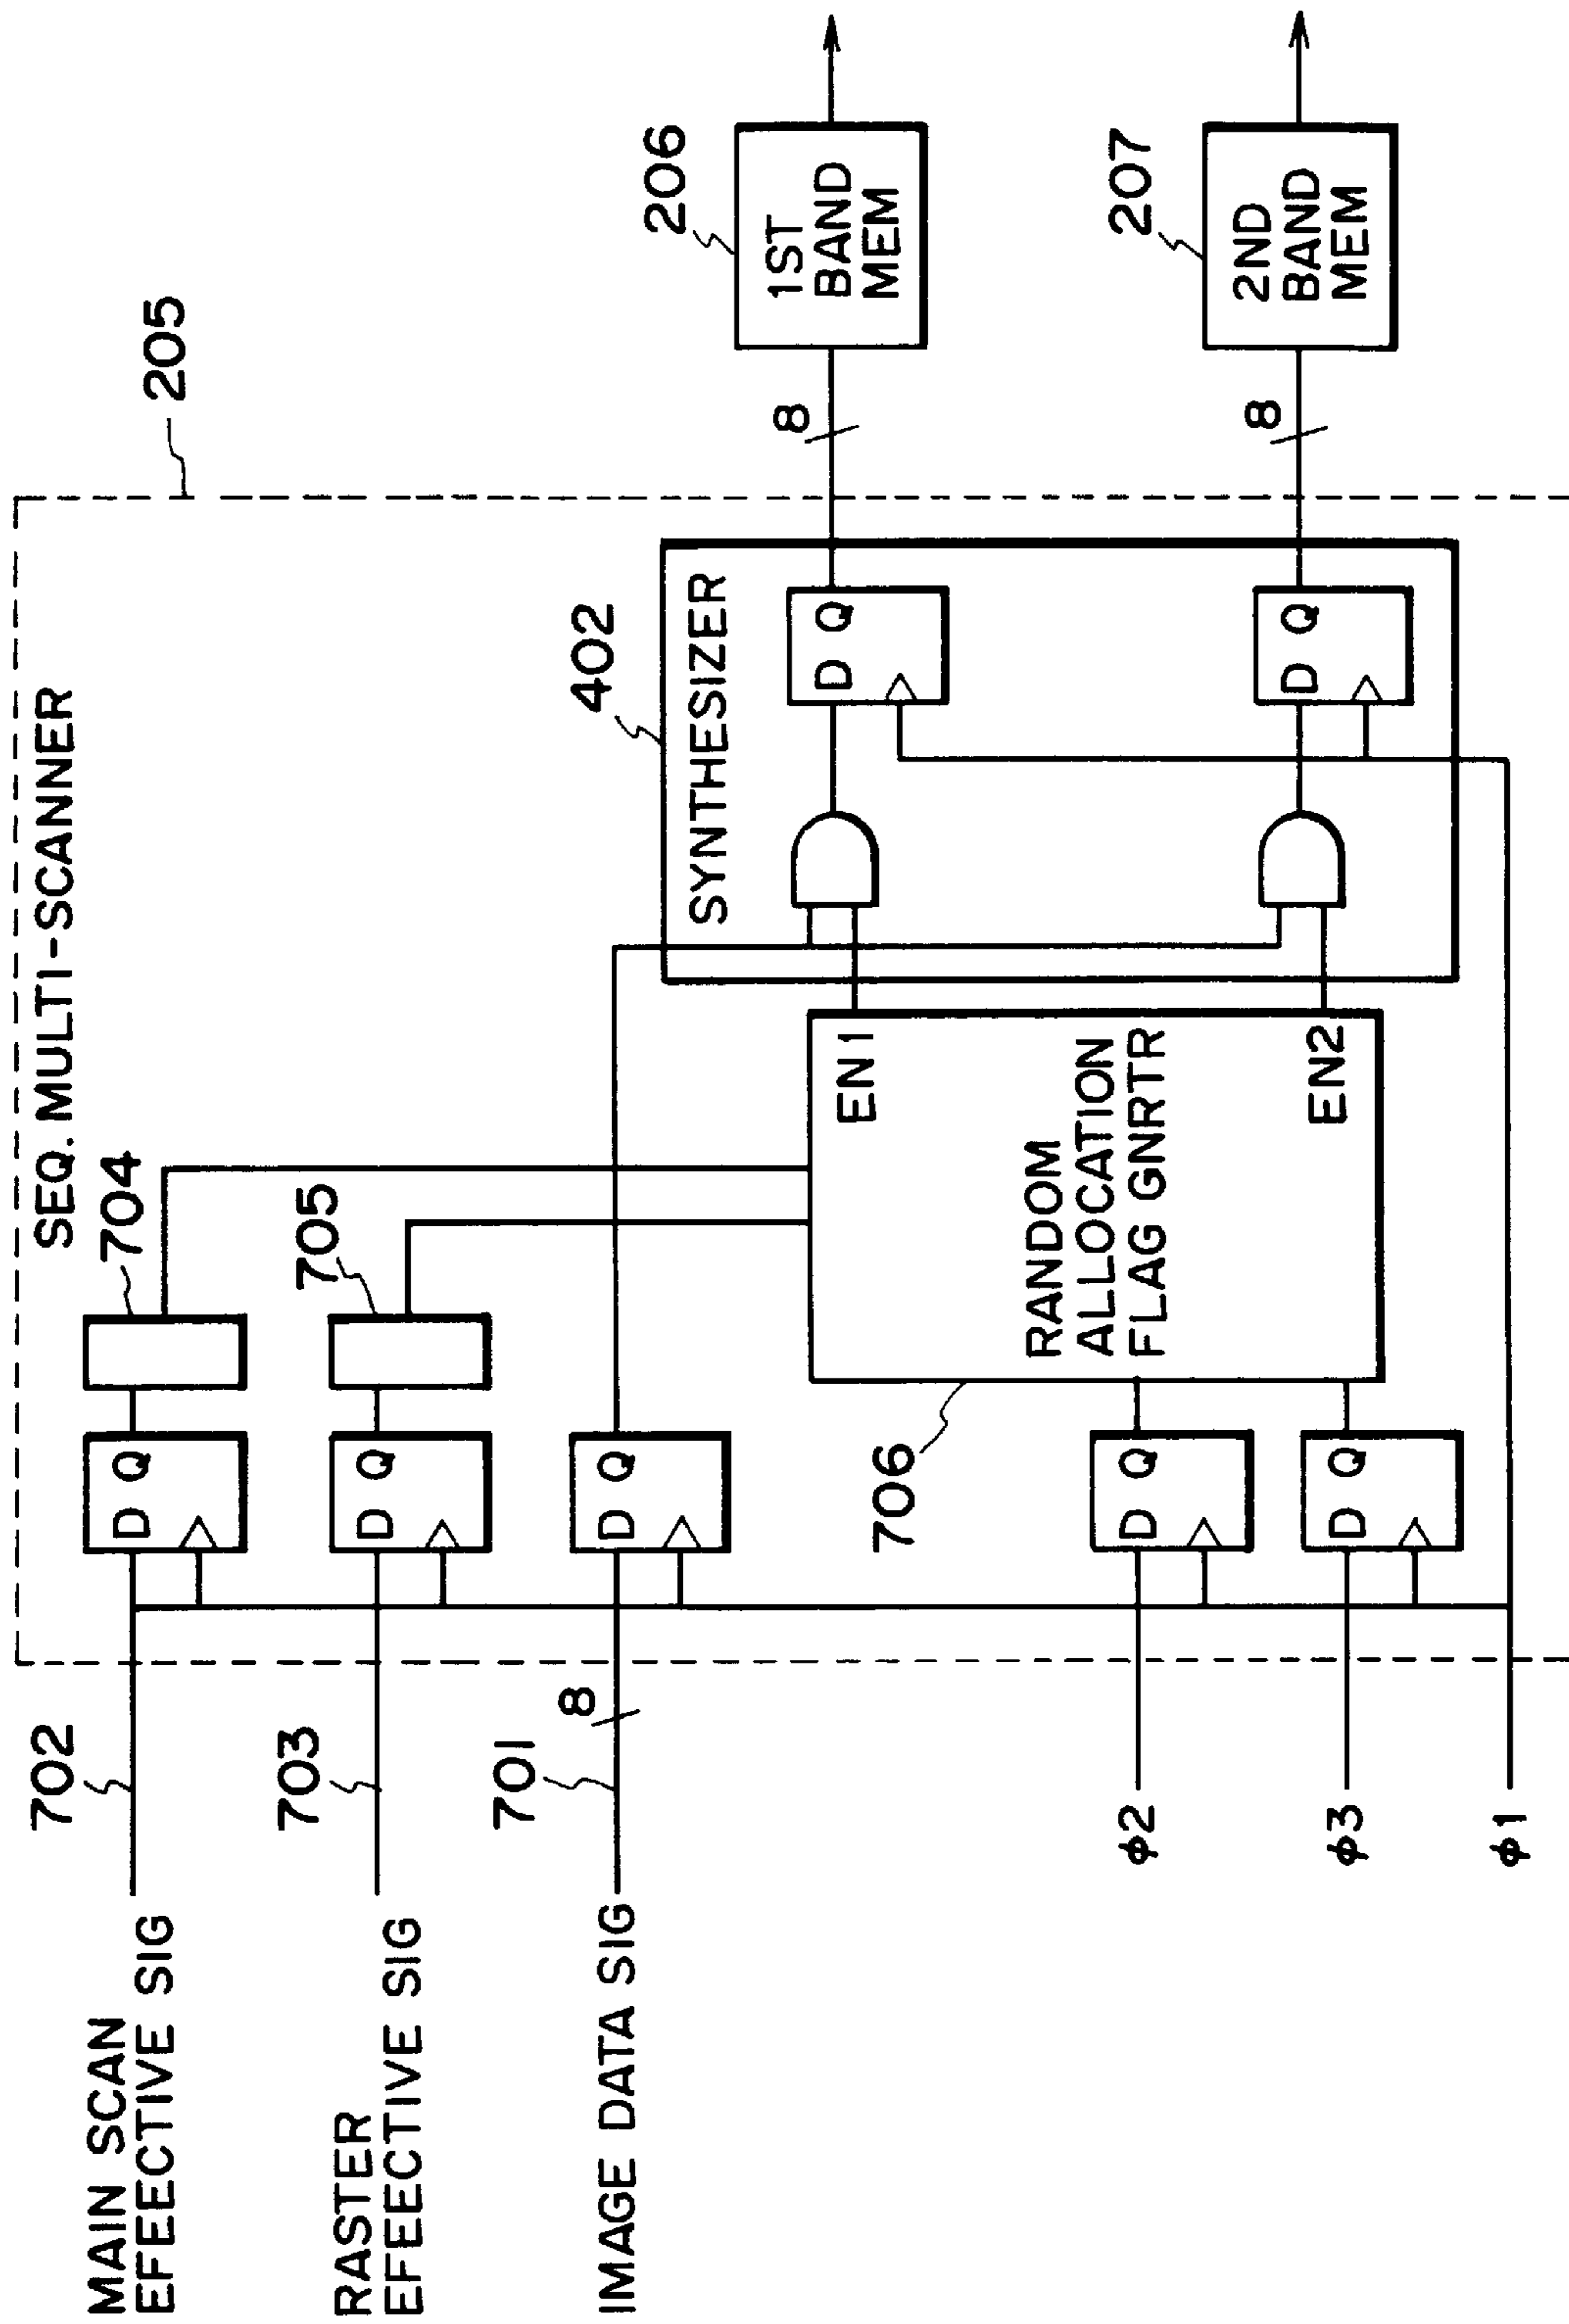 SEQ. MULTI-SCANNER
205
MAIN SCAN
EFFECTIVE SIG
702
D Q
704
RASTER
EFFECTIVE SIG
703
D Q
705
IMAGE DATA SIG
701
8
D Q
402
SYNTHESIZER
D Q
8
206
1ST
BAND
MEM
706
RANDOM
ALLOCATION
FLAG GNRTR
EN1
EN2
D Q
8
207
2ND
BAND
MEM
ϕ2
D Q
ϕ3
D Q
ϕ1